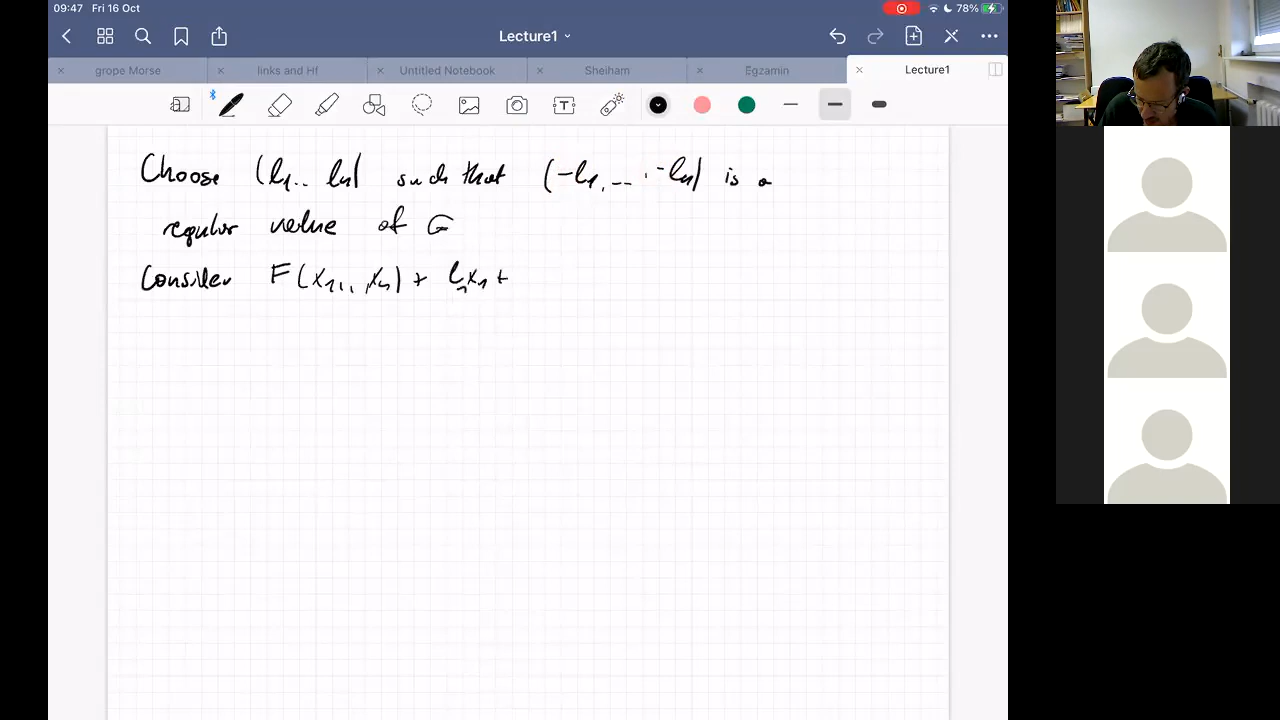 09:47 Fri 16 Oct
78%
Lecture1
grope Morse
links and Hf
Untitled Notebook
Sheiham
Egzamin
Lecture1
Choose (l₁.. lₙ) such that (-l₁, ... , -lₙ) is a
regular value of G
Consider F(x₁,.,xₙ) + l₁x₁ +